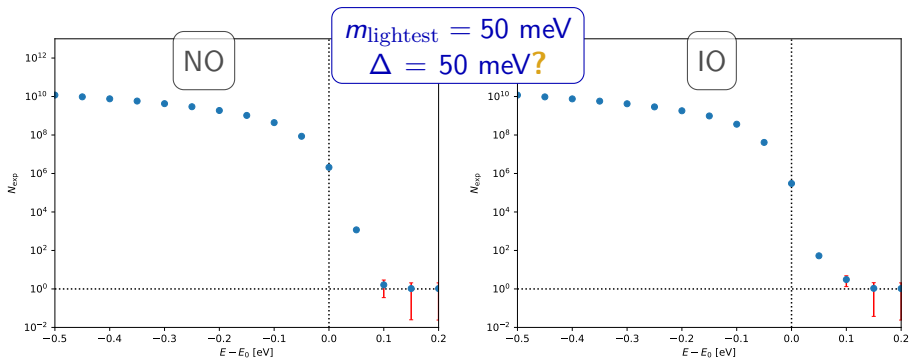 m_lightest = 50 meV
Δ = 50 meV?
NO
10^12
10^10
10^8
10^6
10^4
10^2
10^0
10^−2
N_exp
−0.5 −0.4 −0.3 −0.2 −0.1 0.0 0.1 0.2
E − E_0 [eV]
IO
10^12
10^10
10^8
10^6
10^4
10^2
10^0
10^−2
N_exp
−0.5 −0.4 −0.3 −0.2 −0.1 0.0 0.1 0.2
E − E_0 [eV]